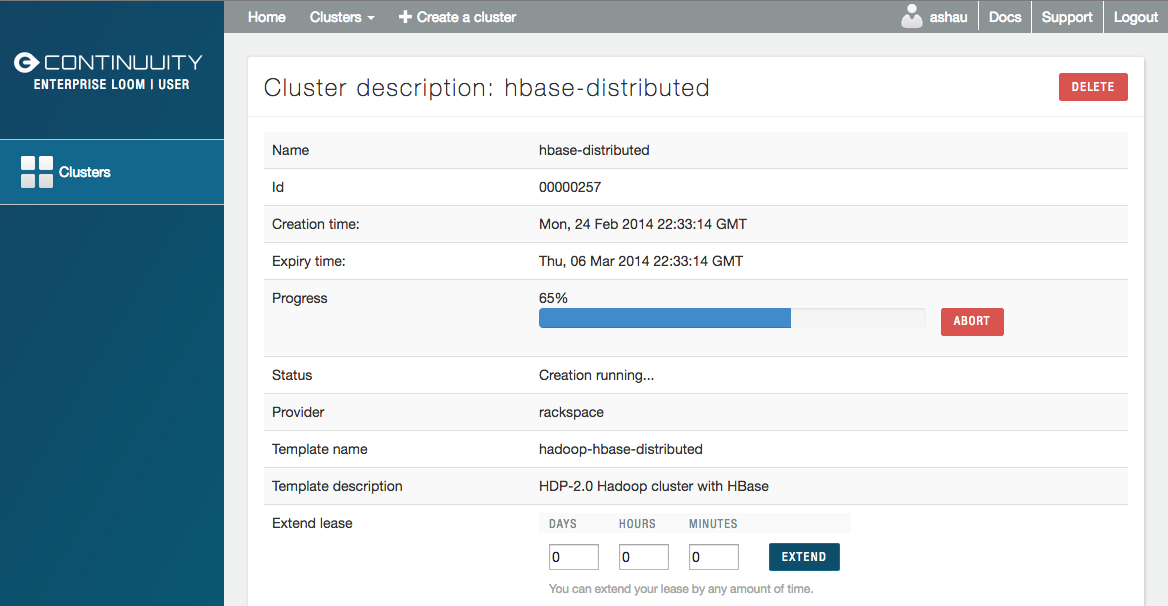 Home Clusters Create a cluster ashau Docs Support Logout
CONTINUUITY
ENTERPRISE LOOM | USER
Clusters
Cluster description: hbase-distributed DELETE
Name hbase-distributed
Id 00000257
Creation time: Mon, 24 Feb 2014 22:33:14 GMT
Expiry time: Thu, 06 Mar 2014 22:33:14 GMT
Progress 65%
ABORT
Status Creation running...
Provider rackspace
Template name hadoop-hbase-distributed
Template description HDP-2.0 Hadoop cluster with HBase
Extend lease DAYS HOURS MINUTES
0 0 0 EXTEND
You can extend your lease by any amount of time.